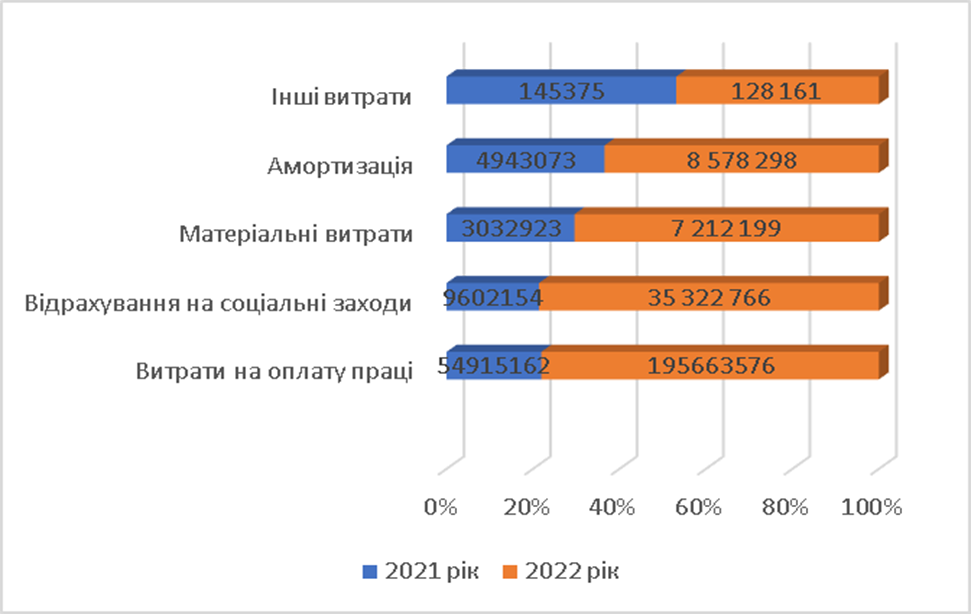 Інші витрати
145375
128 161
Амортизація
4943073
8 578 298
Матеріальні витрати
3032923
7 212 199
Відрахування на соціальні заходи
9602154
35 322 766
Витрати на оплату праці
54915162
195663576
0% 20% 40% 60% 80% 100%
2021 рік 2022 рік